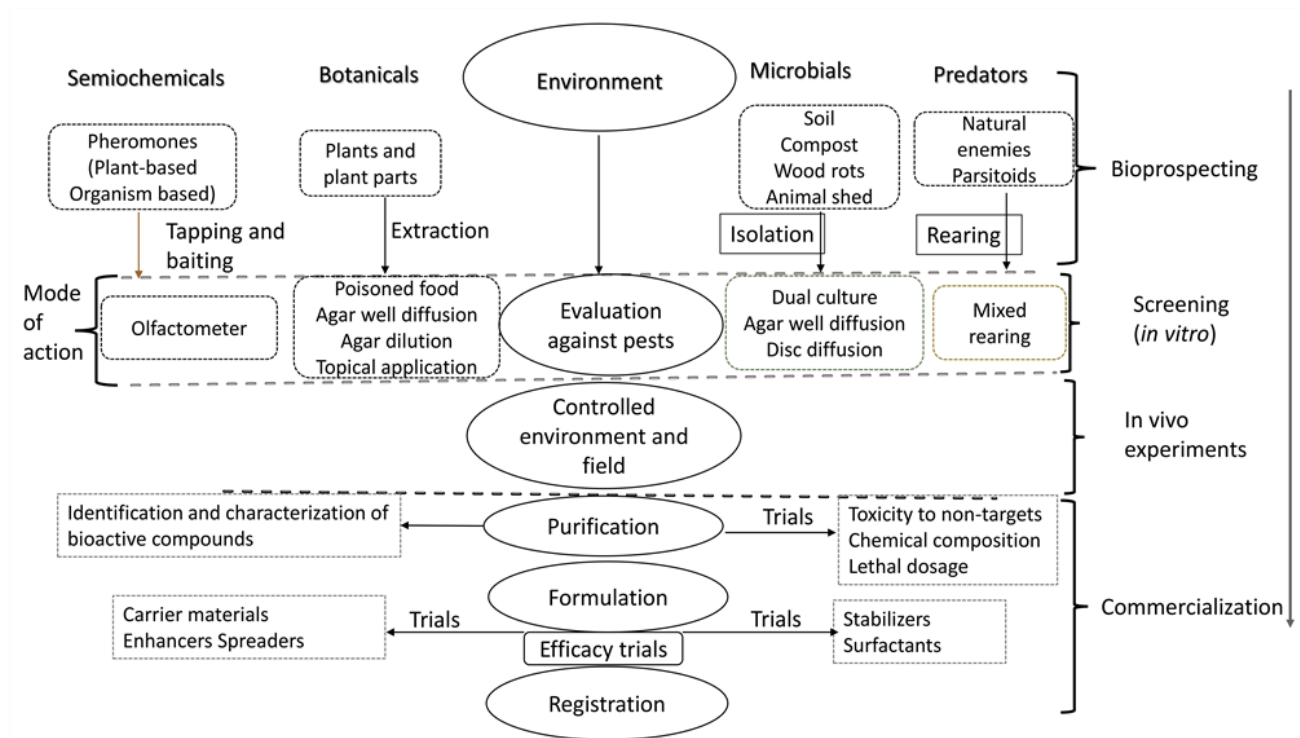 Semiochemicals
Botanicals
Environment
Microbials
Predators
Pheromones
(Plant-based
Organism based)
Plants and
plant parts
Soil
Compost
Wood rots
Animal shed
Natural
enemies
Parsitoids
Bioprospecting
Tapping and
baiting
Extraction
Isolation
Rearing
Mode
of
action
Olfactometer
Poisoned food
Agar well diffusion
Agar dilution
Topical application
Evaluation
against pests
Dual culture
Agar well diffusion
Disc diffusion
Mixed
rearing
Screening
(in vitro)
Controlled
environment and
field
In vivo
experiments
Identification and characterization of
bioactive compounds
Purification
Trials
Toxicity to non-targets
Chemical composition
Lethal dosage
Formulation
Commercialization
Carrier materials
Enhancers Spreaders
Trials
Trials
Stabilizers
Surfactants
Efficacy trials
Registration